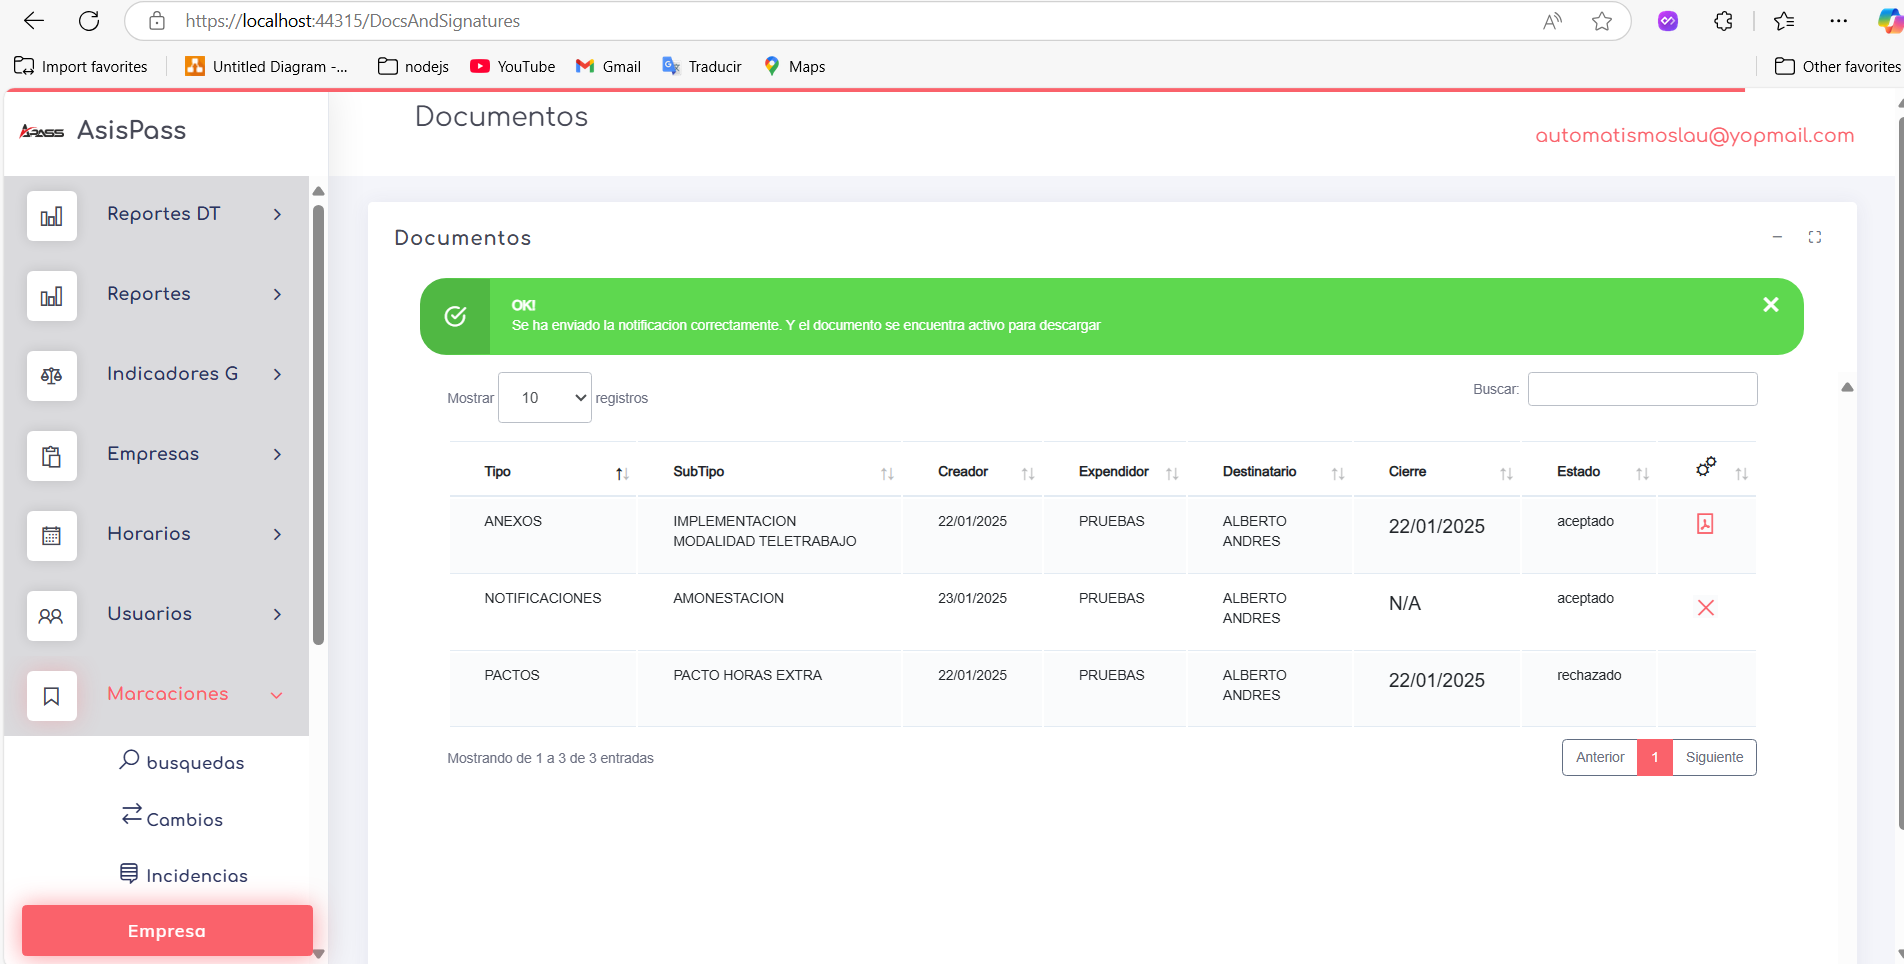 https://localhost:44315/DocsAndSignatures
Import favorites
Untitled Diagram -...
nodejs
YouTube
Gmail
Traducir
Maps
Other favorites
APASS AsisPass
Documentos
automatismoslau@yopmail.com
Reportes DT
Reportes
Indicadores G
Empresas
Horarios
Usuarios
Marcaciones
busquedas
Cambios
Incidencias
Empresa
Documentos
OK!
Se ha enviado la notificacion correctamente. Y el documento se encuentra activo para descargar
Mostrar 10 registros
Buscar:
Tipo SubTipo Creador Expendidor Destinatario Cierre Estado
ANEXOS IMPLEMENTACION MODALIDAD TELETRABAJO 22/01/2025 PRUEBAS ALBERTO ANDRES 22/01/2025 aceptado
NOTIFICACIONES AMONESTACION 23/01/2025 PRUEBAS ALBERTO ANDRES N/A aceptado
PACTOS PACTO HORAS EXTRA 22/01/2025 PRUEBAS ALBERTO ANDRES 22/01/2025 rechazado
Mostrando de 1 a 3 de 3 entradas
Anterior 1 Siguiente